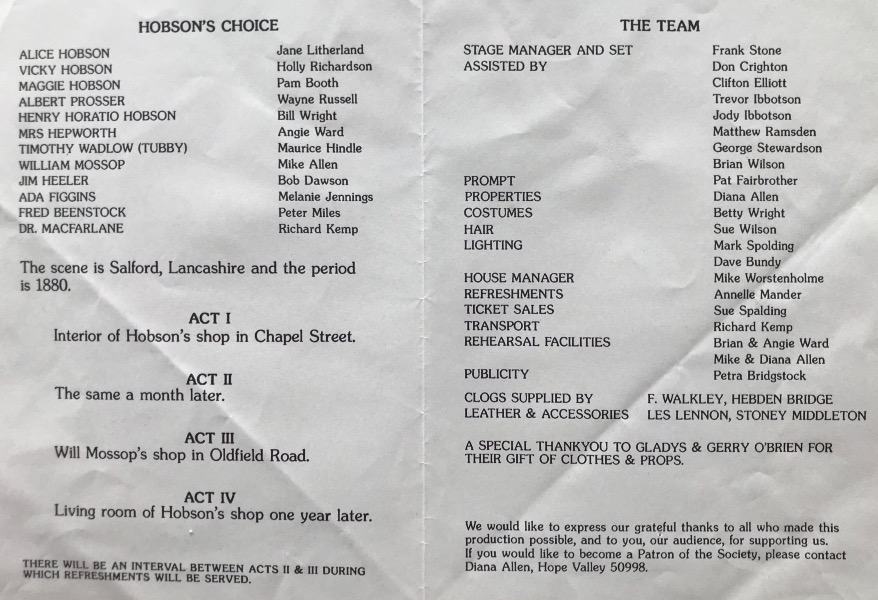 HOBSON'S CHOICE
ALICE HOBSON Jane Litherland
VICKY HOBSON Holly Richardson
MAGGIE HOBSON Pam Booth
ALBERT PROSSER Wayne Russell
HENRY HORATIO HOBSON Bill Wright
MRS HEPWORTH Angie Ward
TIMOTHY WADLOW (TUBBY) Maurice Hindle
WILLIAM MOSSOP Mike Allen
JIM HEELER Bob Dawson
ADA FIGGINS Melanie Jennings
FRED BEENSTOCK Peter Miles
DR. MACFARLANE Richard Kemp
The scene is Salford, Lancashire and the period
is 1880.
ACT I
Interior of Hobson's shop in Chapel Street.
ACT II
The same a month later.
ACT III
Will Mossop's shop in Oldfield Road.
ACT IV
Living room of Hobson's shop one year later.
THERE WILL BE AN INTERVAL BETWEEN ACTS II & III DURING
WHICH REFRESHMENTS WILL BE SERVED.
THE TEAM
STAGE MANAGER AND SET Frank Stone
ASSISTED BY Don Crighton
Clifton Elliott
Trevor Ibbotson
Jody Ibbotson
Matthew Ramsden
George Stewardson
Brian Wilson
PROMPT Pat Fairbrother
PROPERTIES Diana Allen
COSTUMES Betty Wright
HAIR Sue Wilson
LIGHTING Mark Spolding
Dave Bundy
HOUSE MANAGER Mike Worstenholme
REFRESHMENTS Annelle Mander
TICKET SALES Sue Spalding
TRANSPORT Richard Kemp
REHEARSAL FACILITIES Brian & Angie Ward
Mike & Diana Allen
PUBLICITY Petra Bridgstock
CLOGS SUPPLIED BY F. WALKLEY, HEBDEN BRIDGE
LEATHER & ACCESSORIES LES LENNON, STONEY MIDDLETON
A SPECIAL THANKYOU TO GLADYS & GERRY O'BRIEN FOR
THEIR GIFT OF CLOTHES & PROPS.
We would like to express our grateful thanks to all who made this
production possible, and to you, our audience, for supporting us.
If you would like to become a Patron of the Society, please contact
Diana Allen, Hope Valley 50998.